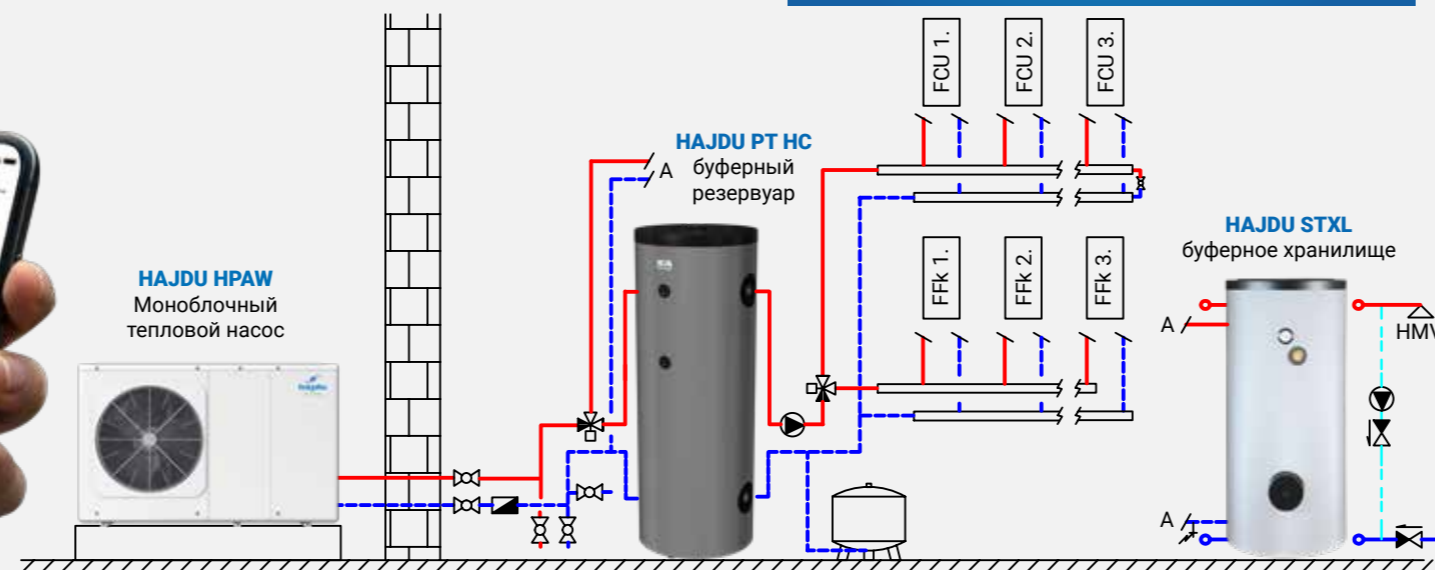 FCU 1.
FCU 2.
FCU 3.
HAJDU PT HC
буферный
резервуар
A
HAJDU STXL
буферное хранилище
FFk 1.
FFk 2.
FFk 3.
HAJDU HPAW
Моноблочный
тепловой насос
hajdu
A
HMV
A